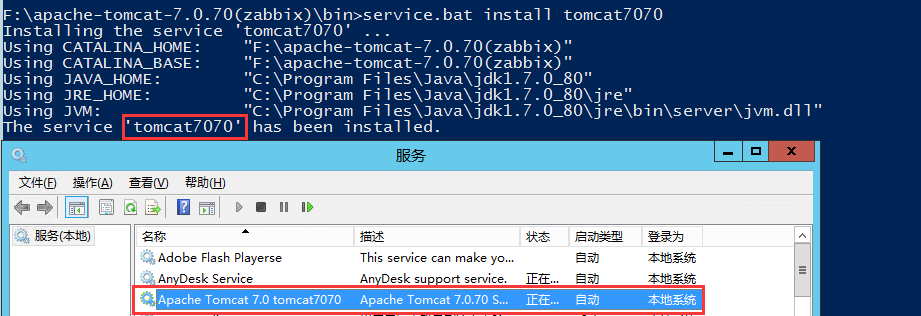 F:\apache-tomcat-7.0.70(zabbix)\bin>service.bat install tomcat7070
Installing the service 'tomcat7070' ...
Using CATALINA_HOME:    "F:\apache-tomcat-7.0.70(zabbix)"
Using CATALINA_BASE:    "F:\apache-tomcat-7.0.70(zabbix)"
Using JAVA_HOME:        "C:\Program Files\Java\jdk1.7.0_80"
Using JRE_HOME:         "C:\Program Files\Java\jdk1.7.0_80\jre"
Using JVM:              "C:\Program Files\Java\jdk1.7.0_80\jre\bin\server\jvm.dll"
The service 'tomcat7070' has been installed.
服务
文件(F) 操作(A) 查看(V) 帮助(H)
服务(本地)
名称 描述 状态 启动类型 登录为
Adobe Flash Playerse This service can make yo... 自动 本地系统
AnyDesk Service AnyDesk support service. 正在... 自动 本地系统
Apache Tomcat 7.0 tomcat7070 Apache Tomcat 7.0.70 S... 正在... 自动 本地系统